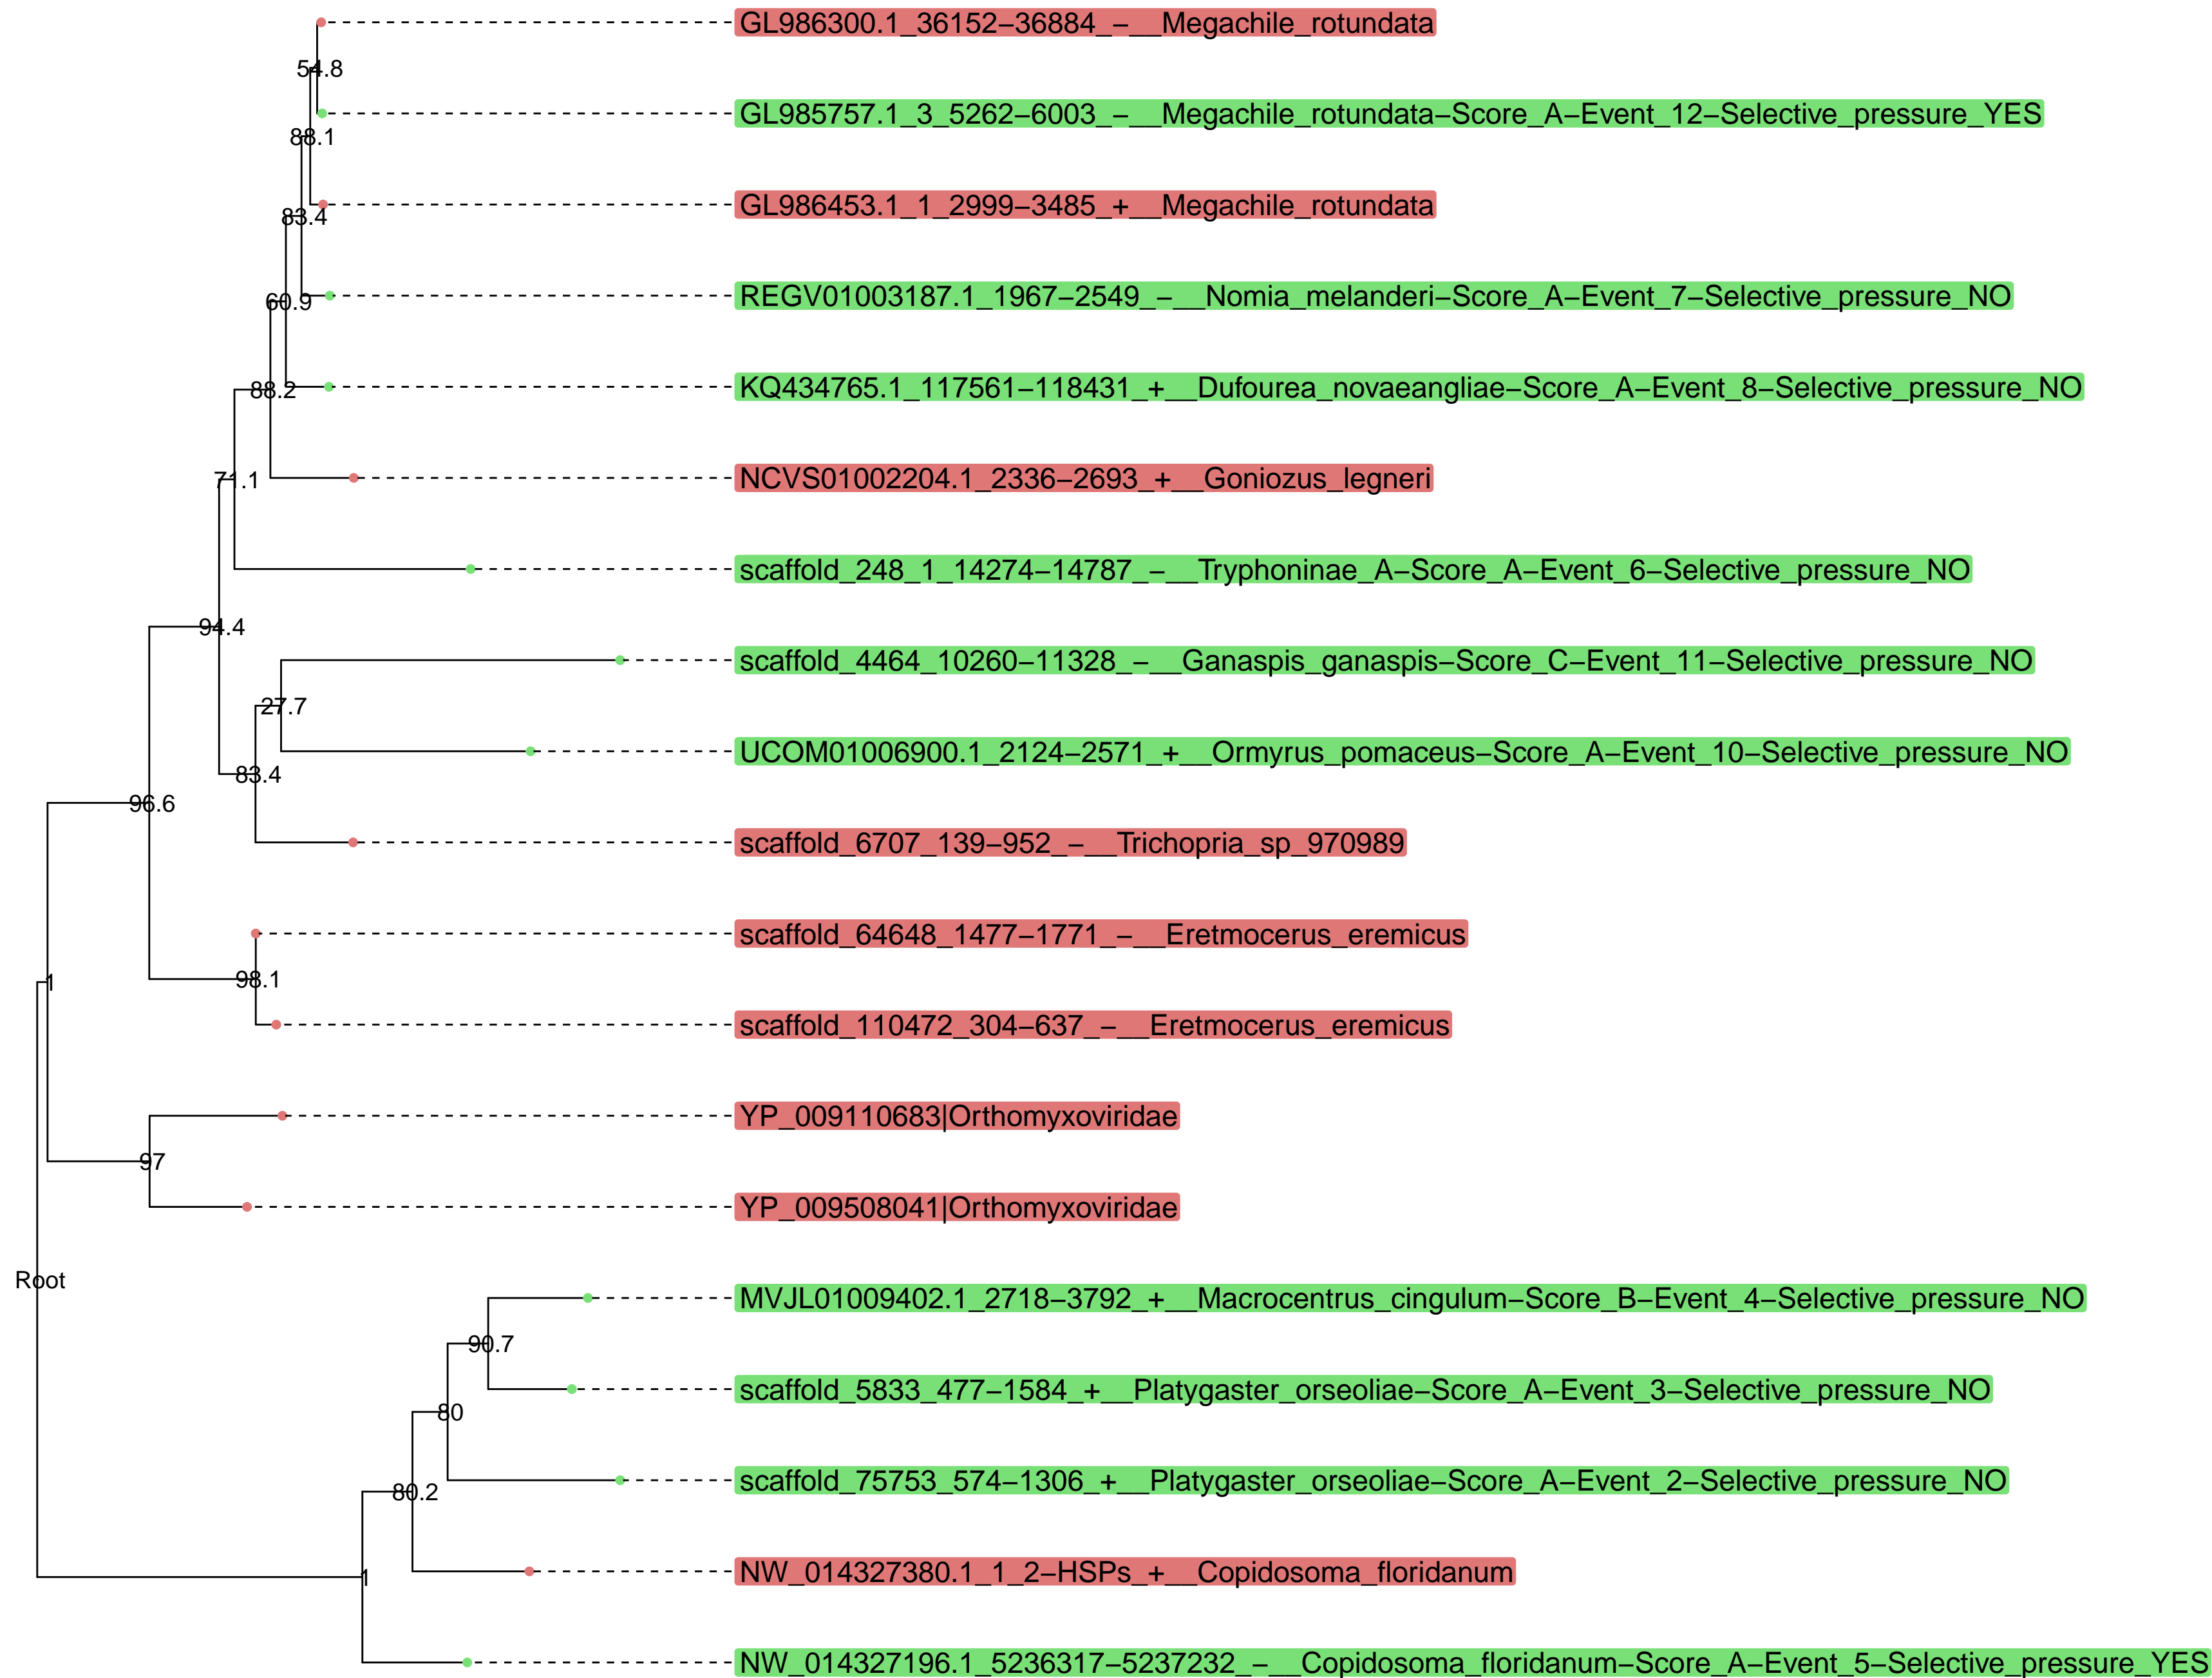 GL986300.1_36152−36884_−__Megachile_rotundata
54.8
GL985757.1_3_5262−6003_−__Megachile_rotundata−Score_A−Event_12−Selective_pressure_YES
88.1
GL986453.1_1_2999−3485_+__Megachile_rotundata
83.4
REGV01003187.1_1967−2549_−__Nomia_melanderi−Score_A−Event_7−Selective_pressure_NO
60.9
KQ434765.1_117561−118431_+__Dufourea_novaeangliae−Score_A−Event_8−Selective_pressure_NO
88.2
NCVS01002204.1_2336−2693_+__Goniozus_legneri
71.1
scaffold_248_1_14274−14787_−__Tryphoninae_A−Score_A−Event_6−Selective_pressure_NO
94.4
scaffold_4464_10260−11328_−__Ganaspis_ganaspis−Score_C−Event_11−Selective_pressure_NO
27.7
UCOM01006900.1_2124−2571_+__Ormyrus_pomaceus−Score_A−Event_10−Selective_pressure_NO
83.4
96.6
scaffold_6707_139−952_−__Trichopria_sp_970989
scaffold_64648_1477−1771_−__Eretmocerus_eremicus
98.1
1
scaffold_110472_304−637_−__Eretmocerus_eremicus
YP_009110683|Orthomyxoviridae
97
YP_009508041|Orthomyxoviridae
Root
MVJL01009402.1_2718−3792_+__Macrocentrus_cingulum−Score_B−Event_4−Selective_pressure_NO
90.7
scaffold_5833_477−1584_+__Platygaster_orseoliae−Score_A−Event_3−Selective_pressure_NO
80
scaffold_75753_574−1306_+__Platygaster_orseoliae−Score_A−Event_2−Selective_pressure_NO
80.2
NW_014327380.1_1_2−HSPs_+__Copidosoma_floridanum
1
NW_014327196.1_5236317−5237232_−__Copidosoma_floridanum−Score_A−Event_5−Selective_pressure_YES